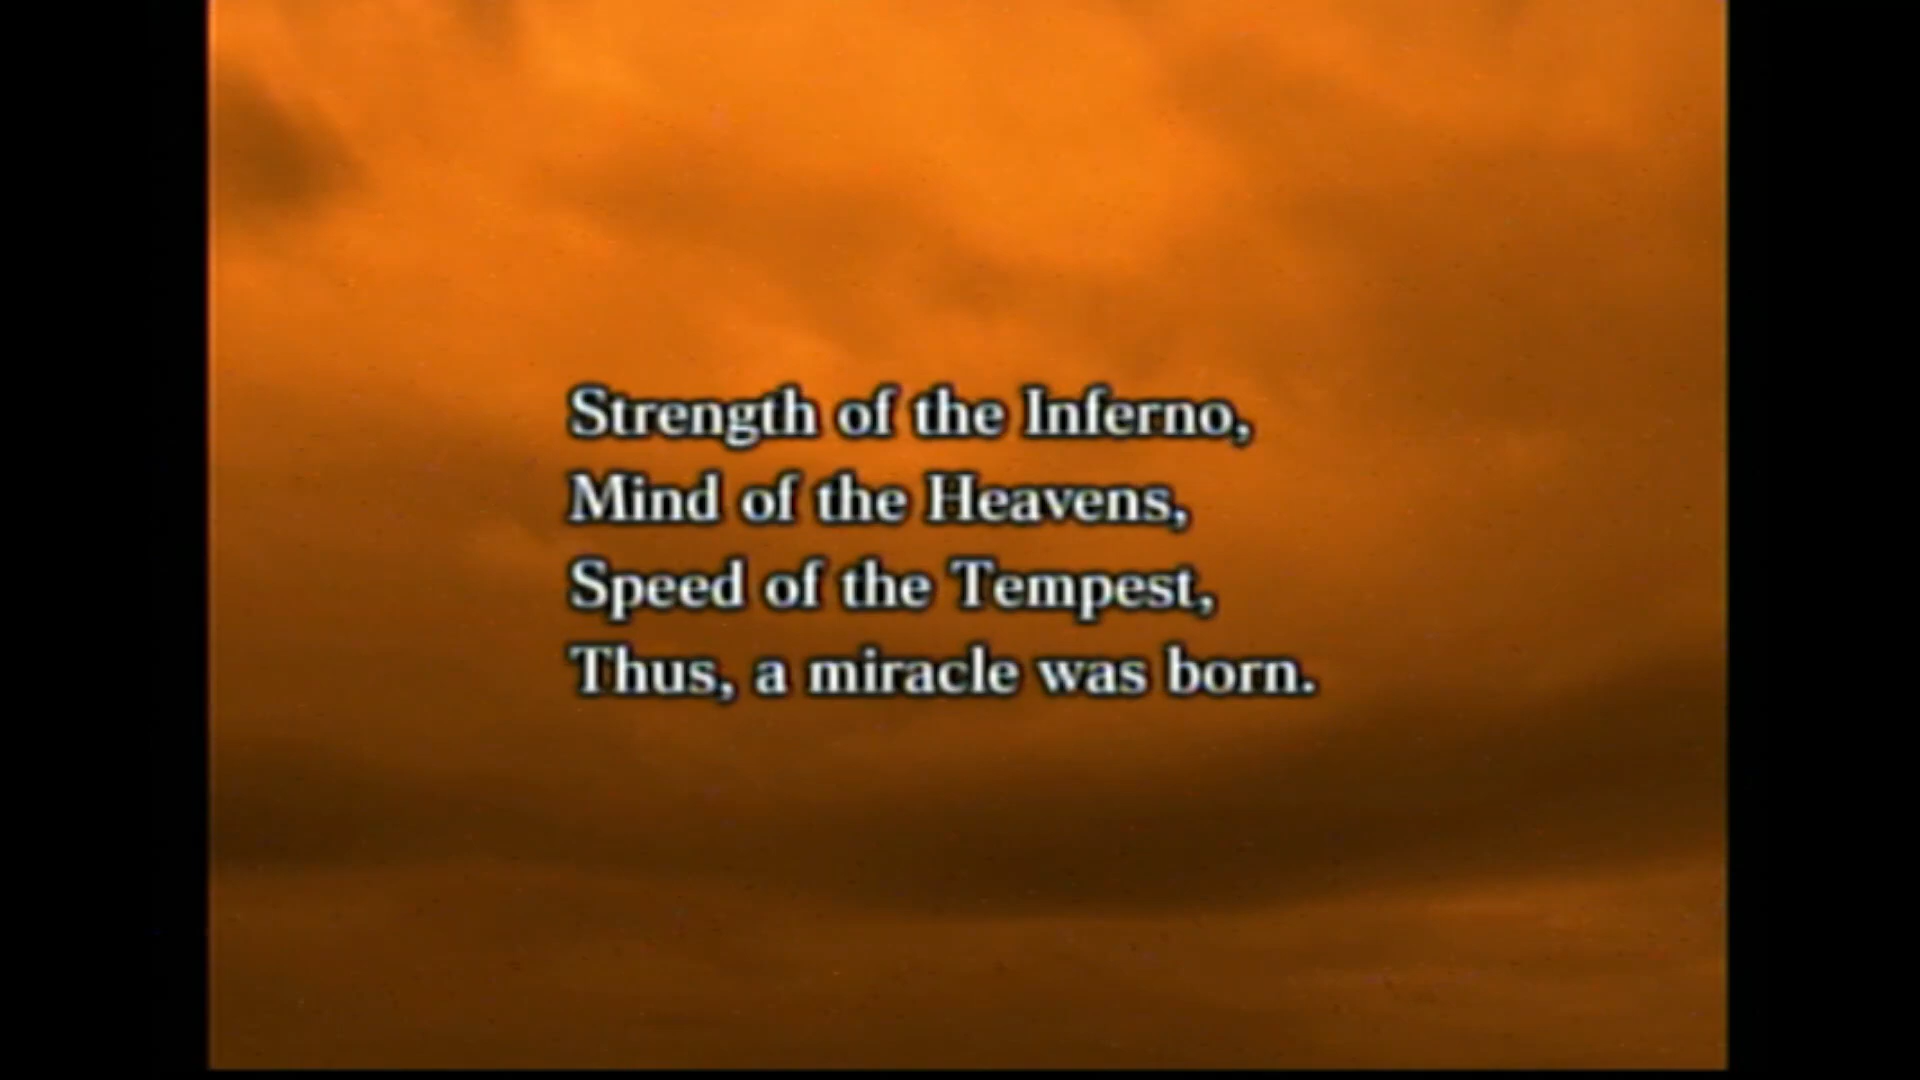 Strength of the Inferno,
Mind of the Heavens,
Speed of the Tempest,
Thus, a miracle was born.